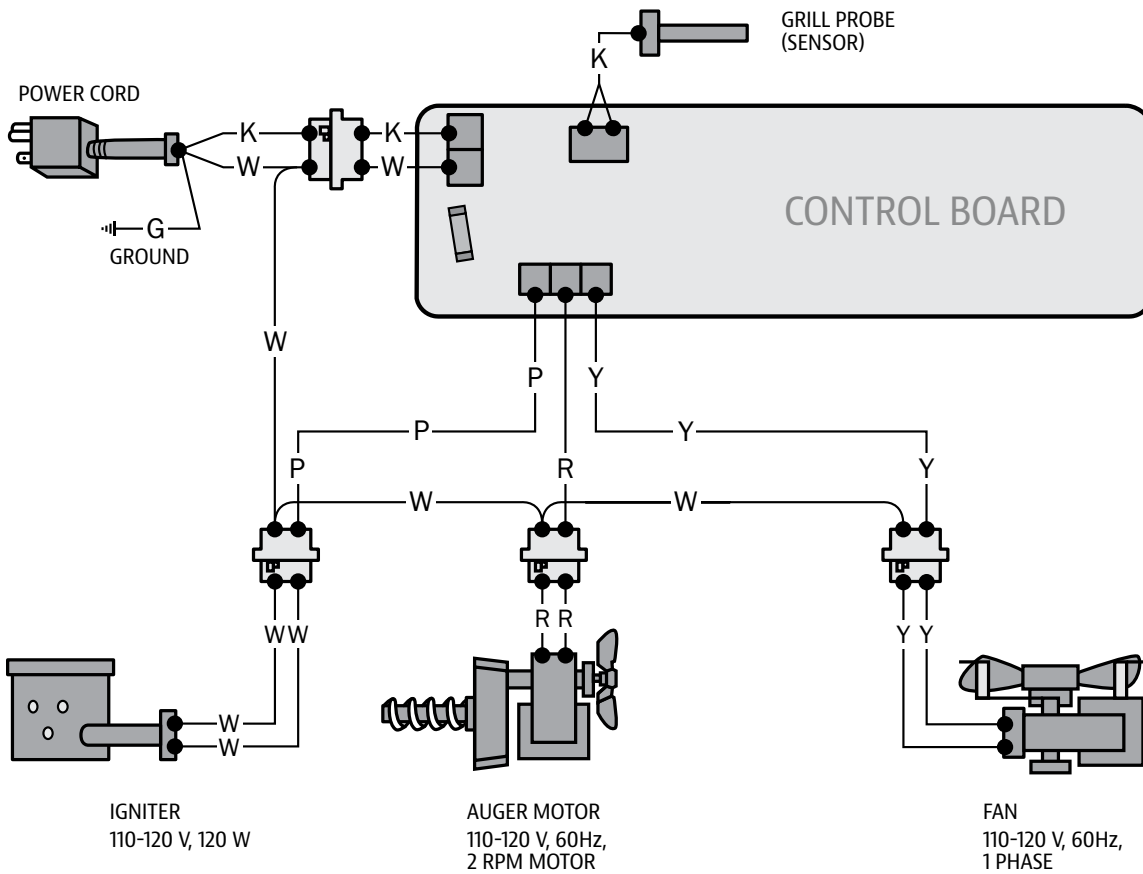 GRILL PROBE
(SENSOR)
K
POWER CORD
K
K
W
W
CONTROL BOARD
G
GROUND
W
P
Y
P
Y
P
R
Y
W
W
R R
W W
Y Y
W
W
IGNITER
110-120 V, 120 W
AUGER MOTOR
110-120 V, 60Hz,
2 RPM MOTOR
FAN
110-120 V, 60Hz,
1 PHASE